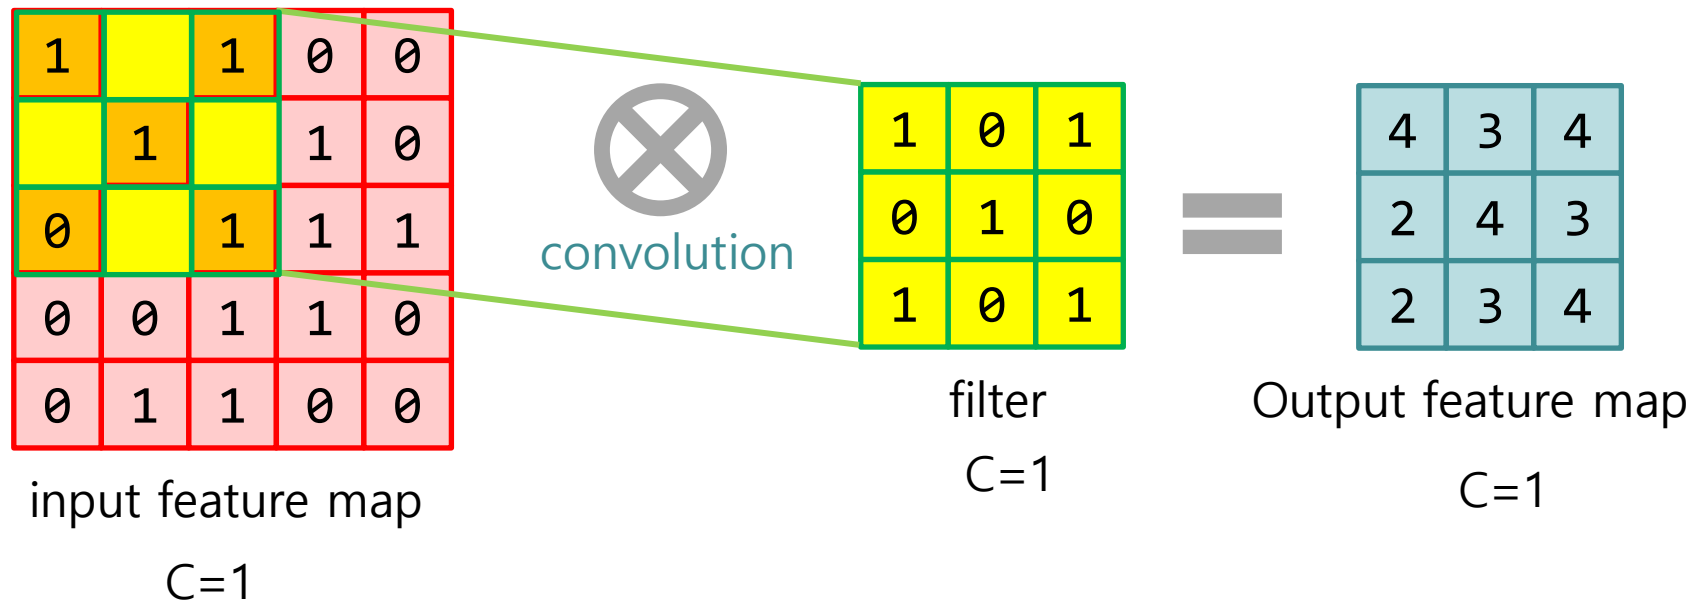 1 1 0 0
1 1 0
0 1 1 1
0 0 1 1 0
0 1 1 0 0
input feature map
C=1
convolution
1 0 1
0 1 0
1 0 1
filter
C=1
4 3 4
2 4 3
2 3 4
Output feature map
C=1